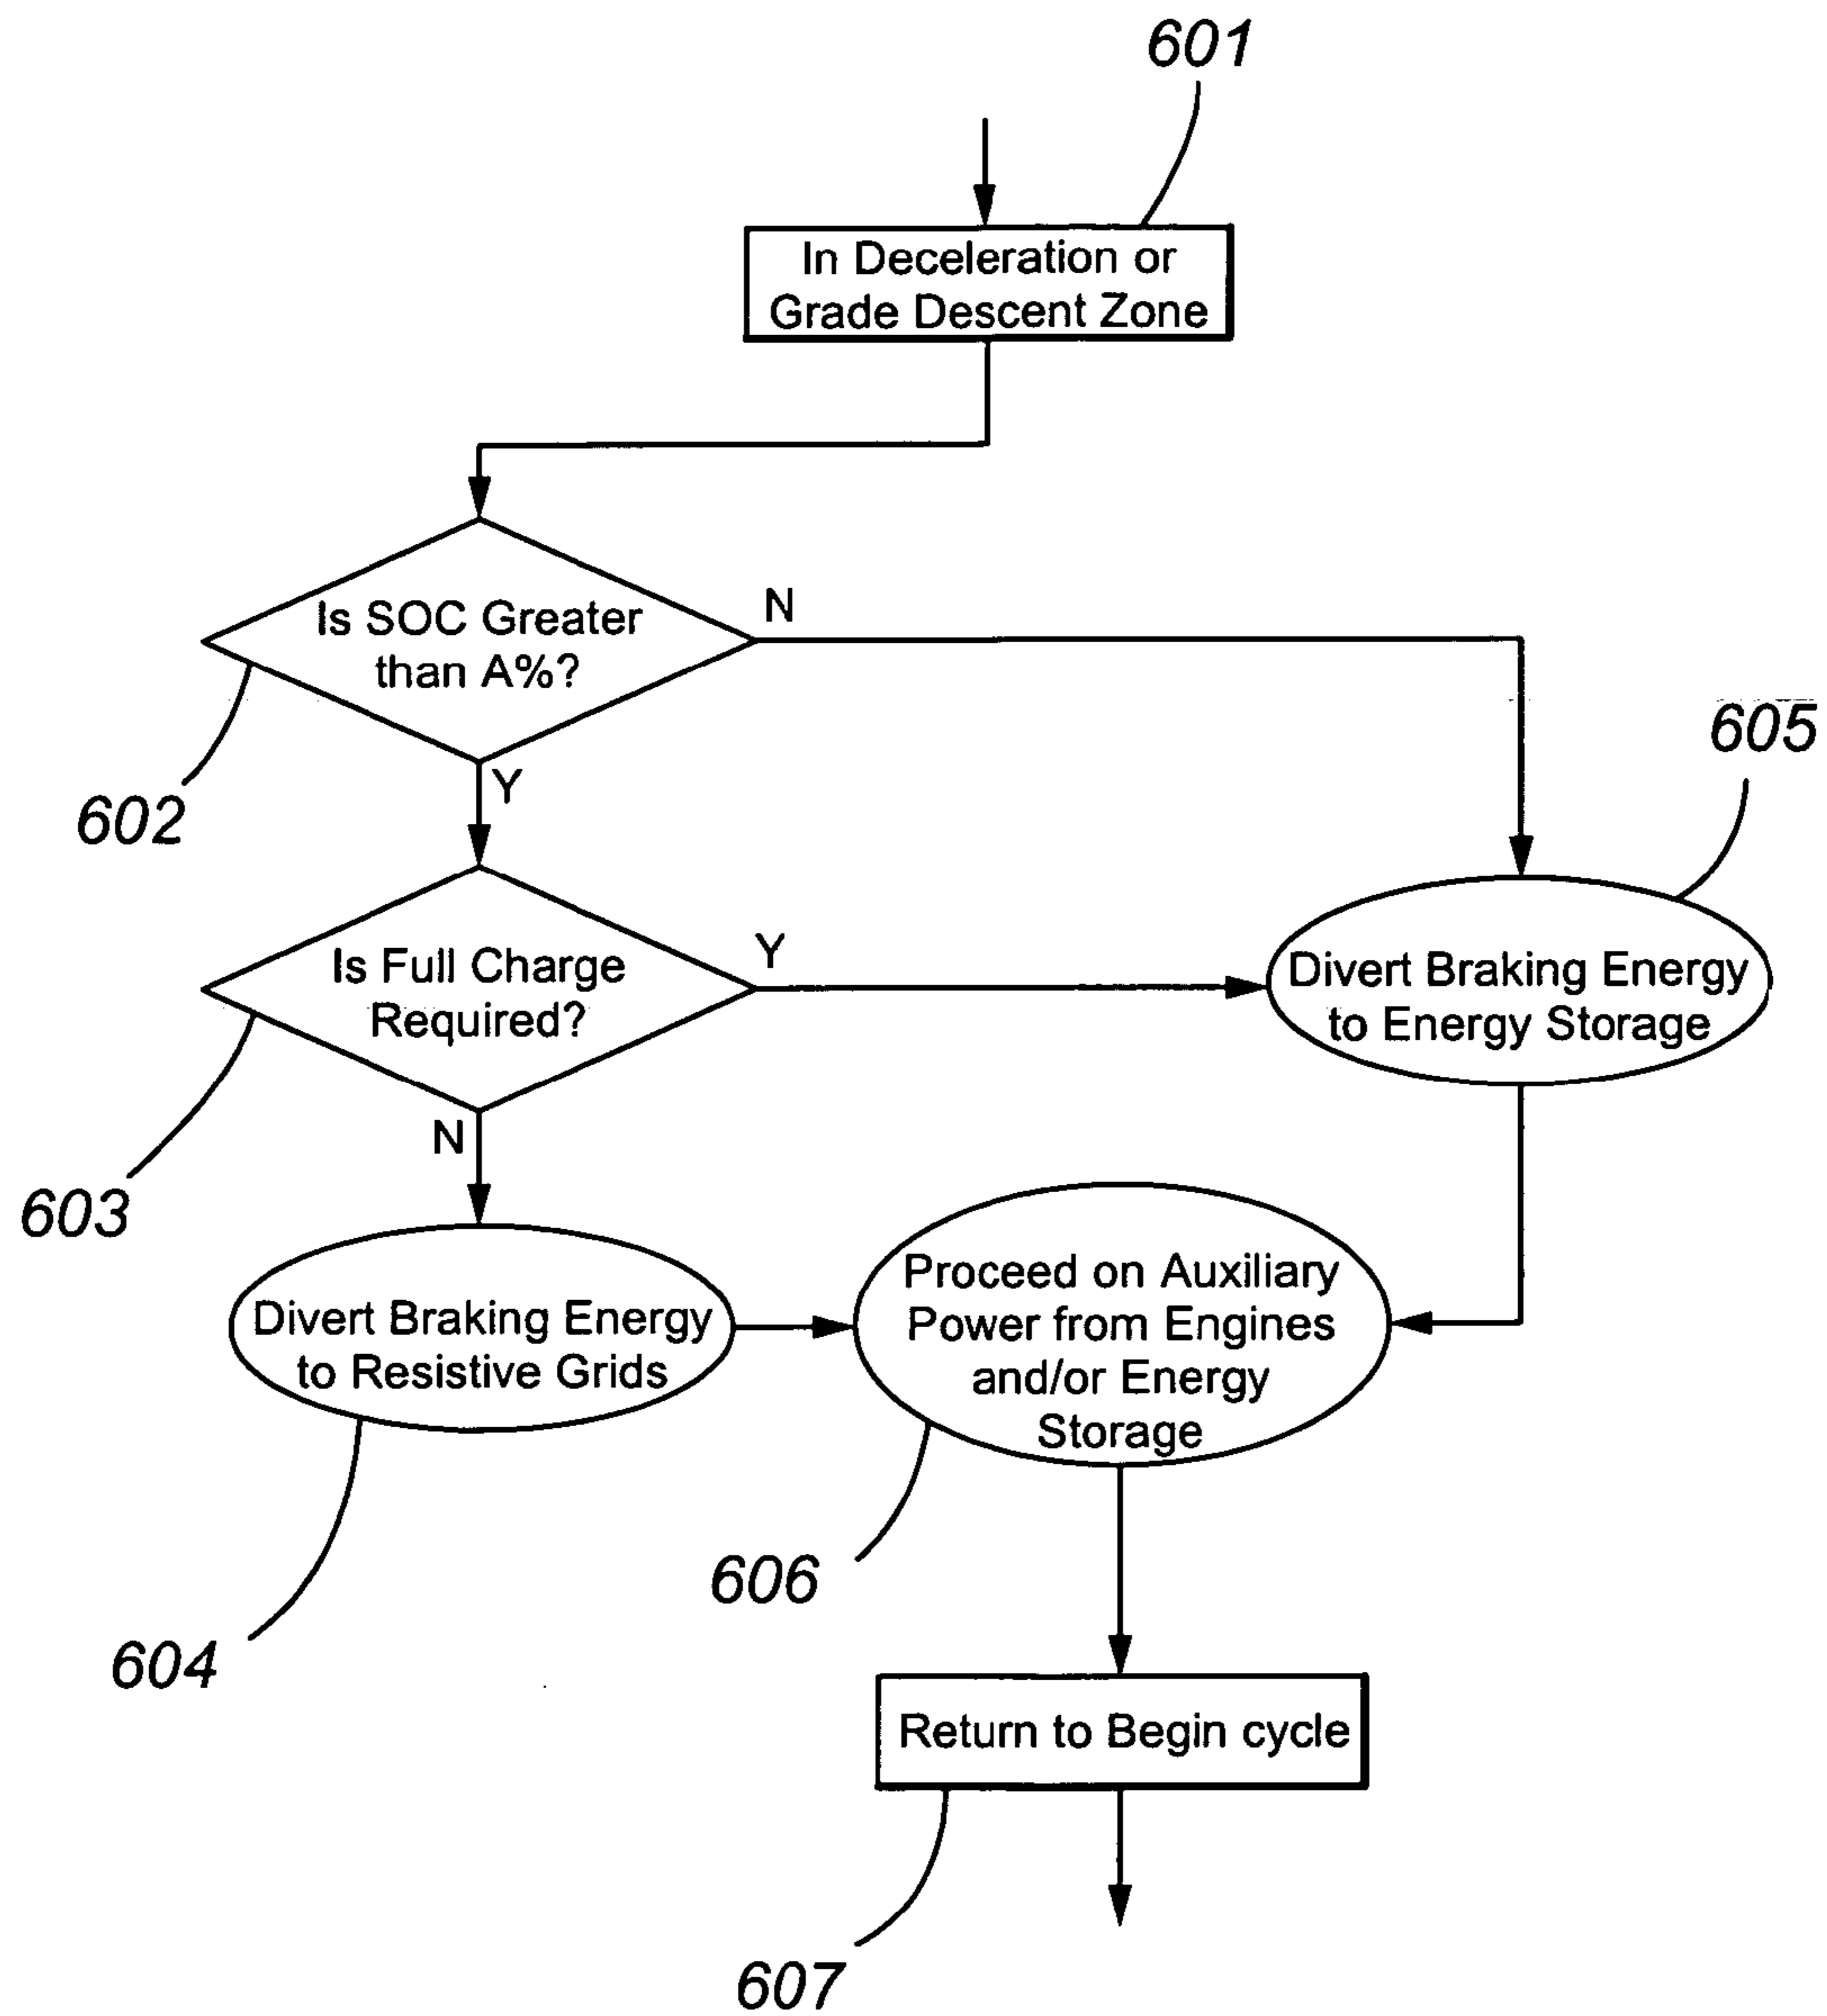 601
In Deceleration or
Grade Descent Zone
Is SOC Greater
than A%?
N
602
Y
605
Is Full Charge
Required?
Y
Divert Braking Energy
to Energy Storage
603
N
Divert Braking Energy
to Resistive Grids
Proceed on Auxiliary
Power from Engines
and/or Energy
Storage
604
606
Return to Begin cycle
607